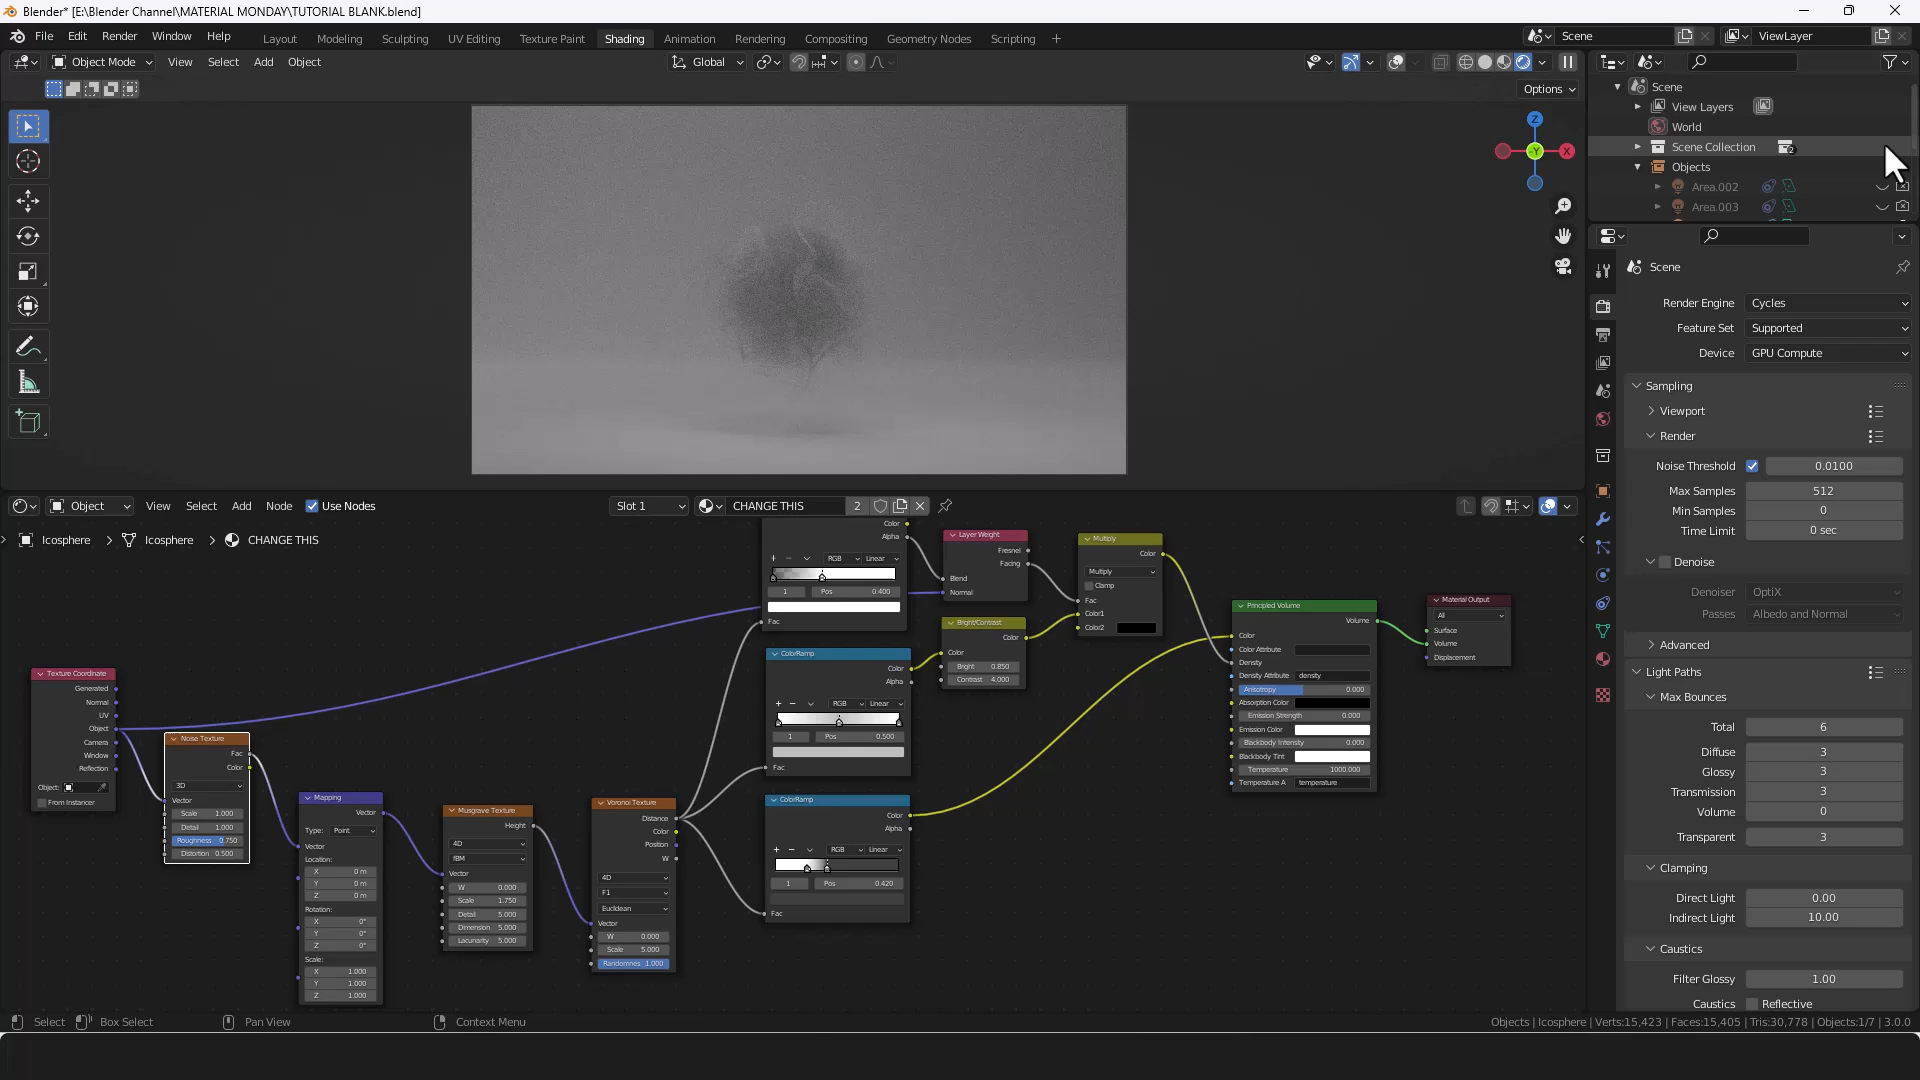 Blender* [E:\Blender Channel\MATERIAL MONDAY\TUTORIAL BLANK.blend]
File Edit Render Window Help Layout Modeling Sculpting UV Editing Texture Paint Shading Animation Rendering Compositing Geometry Nodes Scripting + Scene ViewLayer
Object Mode View Select Add Object Global
Options
Z
X
-Y
Scene
View Layers
World
Scene Collection 2
Objects
Area.002
Area.003
Scene
Render Engine Cycles
Feature Set Supported
Device GPU Compute
Sampling
Viewport
Render
Noise Threshold 0.0100
Max Samples 512
Min Samples 0
Time Limit 0 sec
Denoise
Denoiser OptiX
Passes Albedo and Normal
Advanced
Light Paths
Max Bounces
Total 6
Diffuse 3
Glossy 3
Transmission 3
Volume 0
Transparent 3
Clamping
Direct Light 0.00
Indirect Light 10.00
Caustics
Filter Glossy 1.00
Caustics Reflective
Object View Select Add Node Use Nodes Slot 1 CHANGE THIS 2
Icosphere Icosphere CHANGE THIS
Texture Coordinate
Generated
Normal
UV
Object
Camera
Window
Reflection
Object:
From Instancer
Noise Texture
Fac
Color
3D
Vector
Scale 1.000
Detail 1.000
Roughness 0.750
Distortion 0.500
Mapping
Vector
Type: Point
Vector
Location:
X 0 m
Y 0 m
Z 0 m
Rotation:
X 0°
Y 0°
Z 0°
Scale:
X 1.000
Y 1.000
Z 1.000
Musgrave Texture
Height
4D
fBM
Vector
W 0.000
Scale 1.750
Detail 5.000
Dimension 5.000
Lacunarity 5.000
Voronoi Texture
Distance
Color
Position
W
4D
F1
Euclidean
Vector
W 0.000
Scale 5.000
Randomnes 1.000
Color
Alpha
+ − RGB Linear
1 Pos 0.400
Fac
ColorRamp
Color
Alpha
+ − RGB Linear
1 Pos 0.500
Fac
ColorRamp
Color
Alpha
+ − RGB Linear
1 Pos 0.420
Fac
Layer Weight
Fresnel
Facing
Blend
Normal
Bright/Contrast
Color
Color
Bright 0.850
Contrast 4.000
Multiply
Color
Multiply
Clamp
Fac
Color1
Color2
Principled Volume
Volume
Color
Color Attribute
Density
Density Attribute density
Anisotropy 0.000
Absorption Color
Emission Strength 0.000
Emission Color
Blackbody Intensity 0.000
Blackbody Tint
Temperature 1000.000
Temperature A temperature
Material Output
All
Surface
Volume
Displacement
Select Box Select Pan View Context Menu Objects | Icosphere | Verts:15,423 | Faces:15,405 | Tris:30,778 | Objects:1/7 | 3.0.0